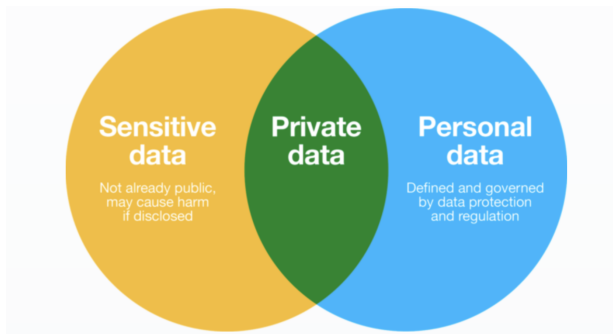 Sensitive
data
Not already public,
may cause harm
if disclosed
Private
data
Personal
data
Defined and governed
by data protection
and regulation